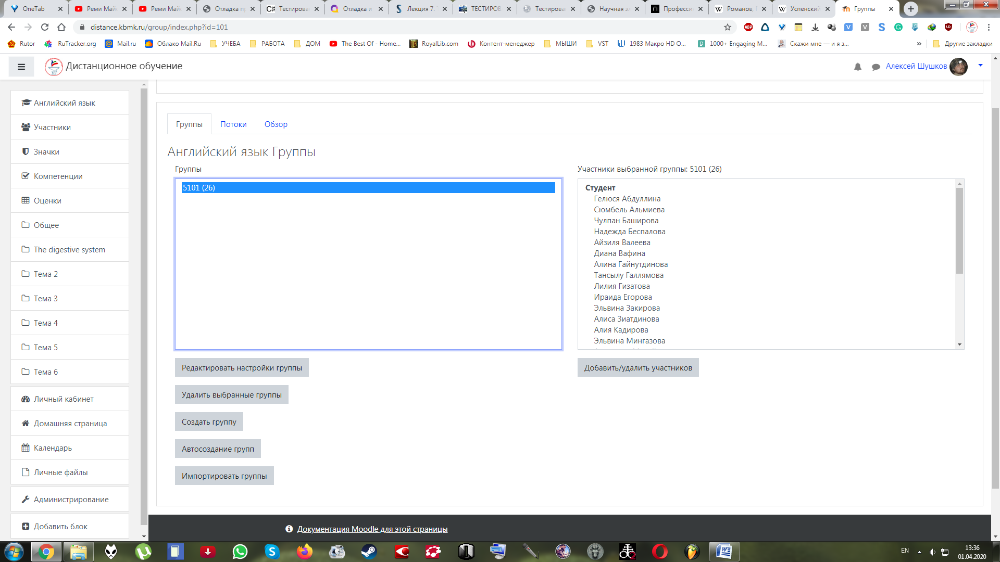 OneTab
Реми Май
Реми Май
Отладка п
Тестирова
Отладка и
Лекция 7.
ТЕСТИРОВ
Тестирова
Научная э
Професси
Романов,
Успенский
Группы
distance.kbmk.ru/group/index.php?id=101
Rutor
RuTracker.org
Mail.ru
Облако Mail.Ru
УЧЕБА
РАБОТА
ДОМ
The Best Of - Home...
RoyalLib.com
Контент-менеджер
МЫШИ
VST
1983 Макро HD О...
1000+ Engaging M...
Скажи мне — и я з...
»
Другие закладки
Дистанционное обучение
Алексей Шушков
Английский язык
Участники
Значки
Компетенции
Оценки
Общее
The digestive system
Тема 2
Тема 3
Тема 4
Тема 5
Тема 6
Личный кабинет
Домашняя страница
Календарь
Личные файлы
Администрирование
Добавить блок
Группы
Потоки
Обзор
Английский язык Группы
Группы
5101 (26)
Редактировать настройки группы
Удалить выбранные группы
Создать группу
Автосоздание групп
Импортировать группы
Участники выбранной группы: 5101 (26)
Студент
Гелюся Абдуллина
Сюмбель Альмиева
Чулпан Баширова
Надежда Беспалова
Айзиля Валеева
Диана Вафина
Алина Гайнутдинова
Тансылу Галлямова
Лилия Гизатова
Ираида Егорова
Эльвина Закирова
Алиса Зиатдинова
Алия Кадирова
Эльвина Мингазова
Добавить/удалить участников
Документация Moodle для этой страницы
EN
13:36
01.04.2020